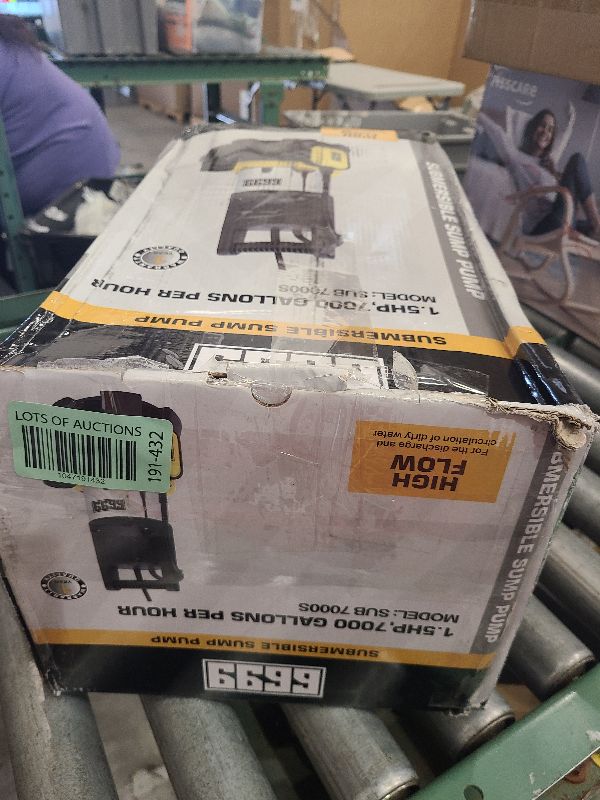 SUBMERSIBLE SUMP PUMP
1.5HP,7000 GALLONS PER HOUR
MODEL: SUB 7000S
SUBMERSIBLE SUMP PUMP
LOTS OF AUCTIONS
1047191432
191-432
HIGH
FLOW
For the discharge and
circulation of dirty water
1.5HP,7000 GALLONS PER HOUR
MODEL: SUB 7000S
SUBMERSIBLE SUMP PUMP
6699